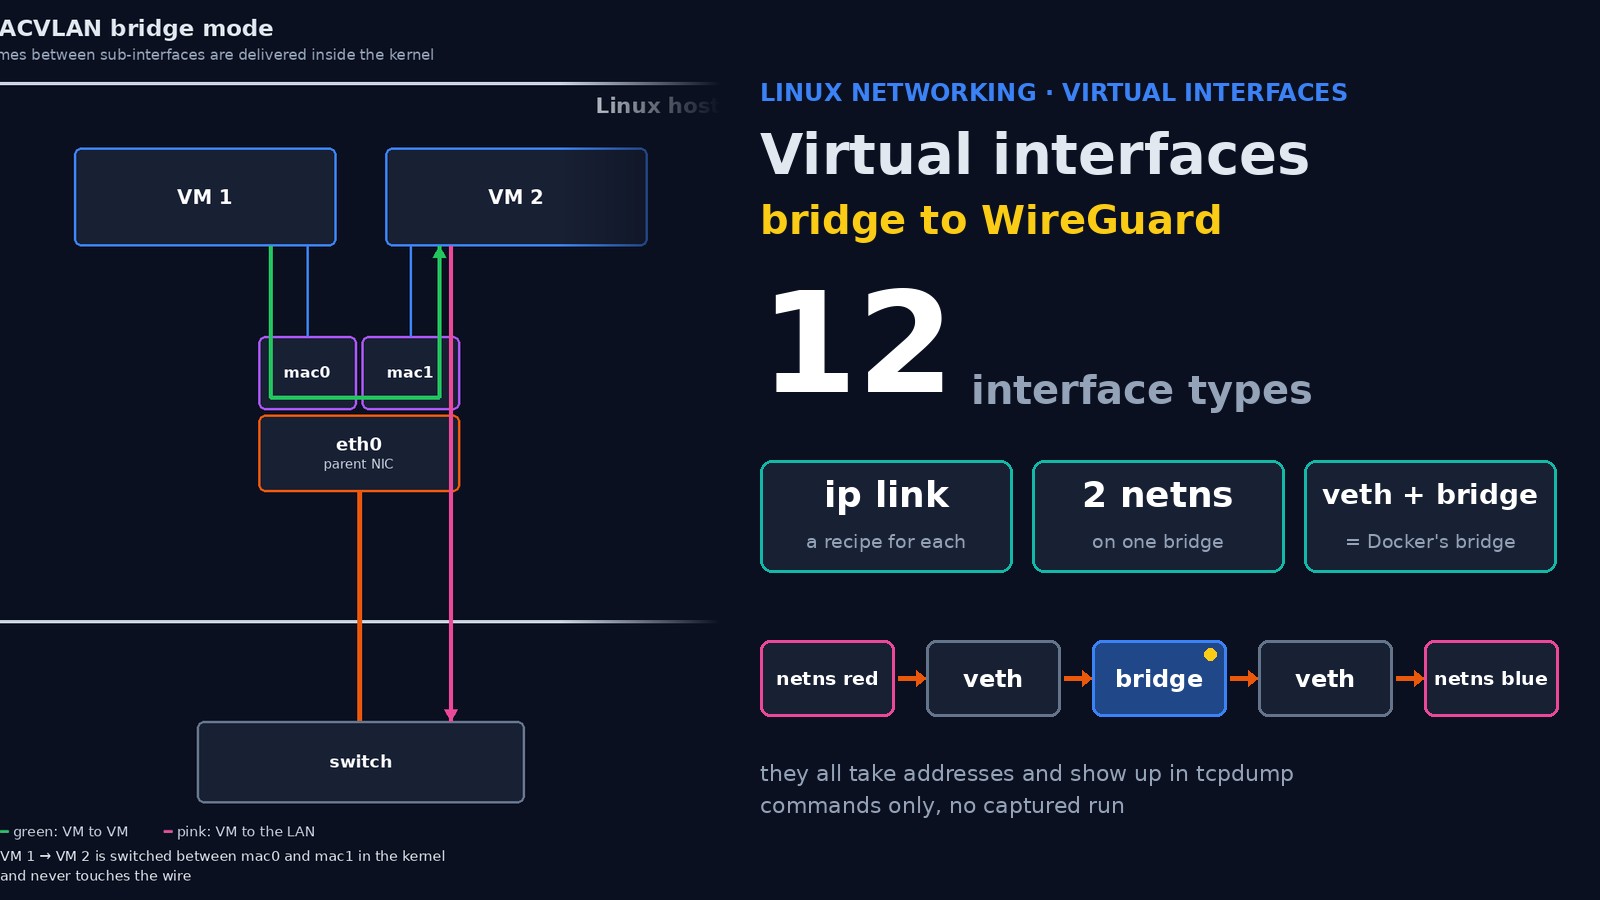 ACVLAN bridge mode
mes between sub-interfaces are delivered inside the kernel
Linux host
VM 1
VM 2
mac0
mac1
eth0
parent NIC
switch
green: VM to VM
pink: VM to the LAN
VM 1 → VM 2 is switched between mac0 and mac1 in the kernel
and never touches the wire
LINUX NETWORKING · VIRTUAL INTERFACES
Virtual interfaces
bridge to WireGuard
12 interface types
ip link
a recipe for each
2 netns
on one bridge
veth + bridge
= Docker's bridge
netns red
veth
bridge
veth
netns blue
they all take addresses and show up in tcpdump
commands only, no captured run